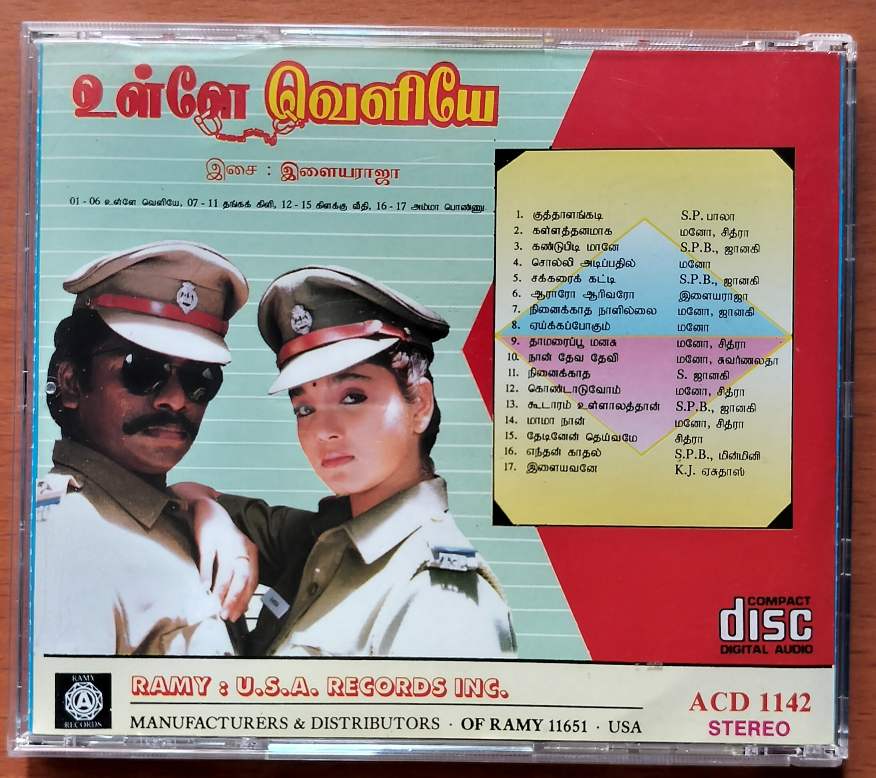 உள்ளே வெளியே
இசை : இளையராஜா
01 - 06 உள்ளே வெளியே, 07 - 11 தங்கக் கிளி, 12 - 15 கிளக்கு வீதி, 16 - 17 அம்மா பொண்ணு
1. குத்தாளங்கடி S.P. பாலா
2. கள்ளத்தனமாக மனோ, சித்ரா
3. கண்டுபிடி மானே S.P.B., ஜானகி
4. சொல்லி அடிப்பதில் மனோ
5. சக்கரைக் கட்டி S.P.B., ஜானகி
6. ஆராரோ ஆரிவரோ இளையராஜா
7. நினைக்காத நாளில்லை மனோ, ஜானகி
8. ஏய்க்கப்போகும் மனோ
9. தாமரைப்பூ மனசு மனோ, சித்ரா
10. நான் தேவ தேவி மனோ, சுவர்ணலதா
11. நினைக்காத S. ஜானகி
12. கொண்டாடுவோம் மனோ, சித்ரா
13. கூடாரம் உள்ளாலத்தான் S.P.B., ஜானகி
14. மாமா நான் மனோ, சித்ரா
15. தேடினேன் தெய்வமே சித்ரா
16. எந்தன் காதல் S.P.B., மின்மினி
17. இளையவனே K.J. ஏசுதாஸ்
COMPACT
disc
DIGITAL AUDIO
RAMY
A
RECORDS
RAMY : U.S.A. RECORDS INC.
MANUFACTURERS & DISTRIBUTORS · OF RAMY 11651 · USA
ACD 1142
STEREO